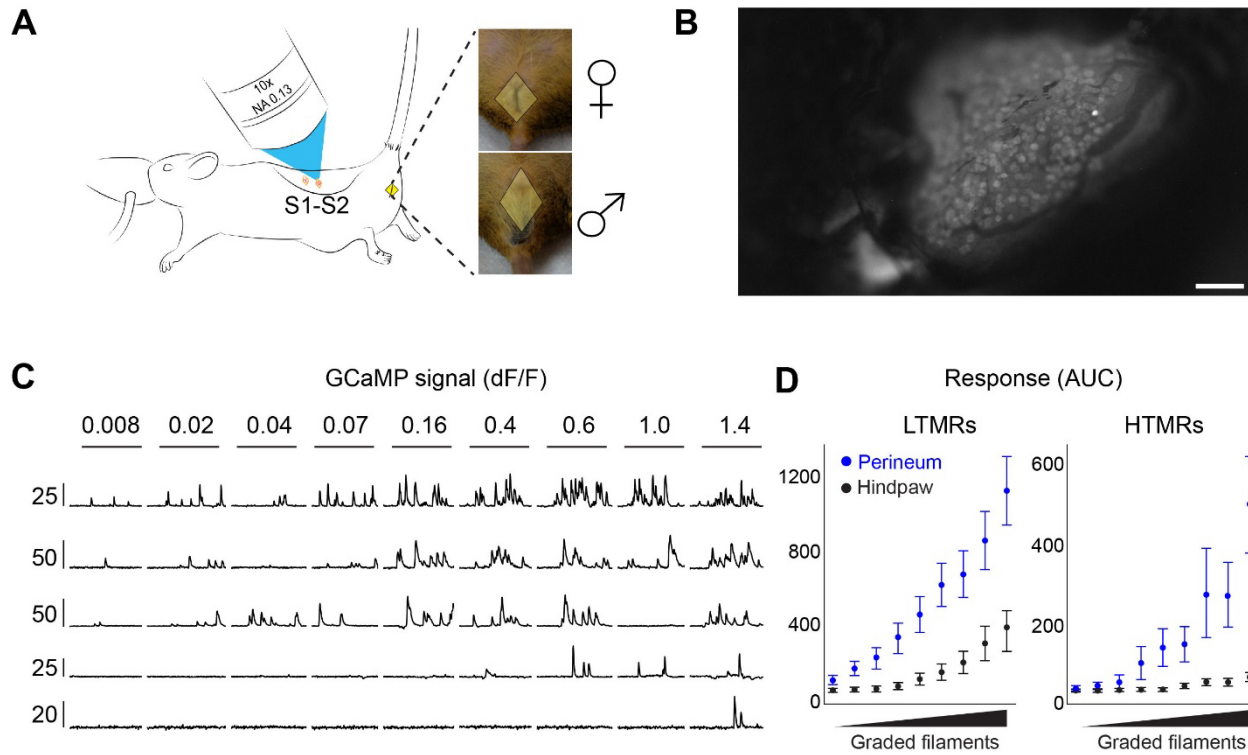 A
10x
NA 0.13
S1-S2
♀
♂
B
C
GCaMP signal (dF/F)
0.008 0.02 0.04 0.07 0.16 0.4 0.6 1.0 1.4
25
50
50
25
20
D
Response (AUC)
LTMRs
1200
800
400
0
Perineum
Hindpaw
Graded filaments
HTMRs
600
400
200
0
Graded filaments